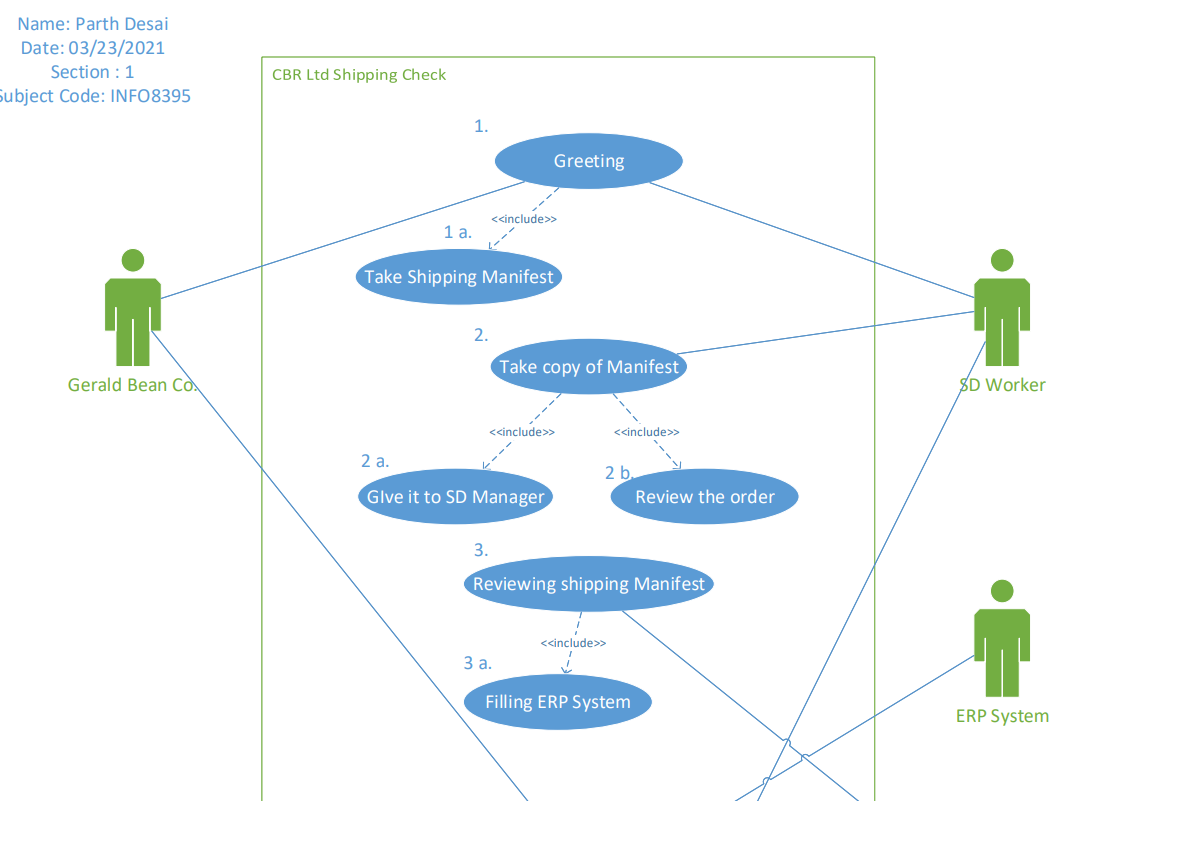 Name: Parth Desai
Date: 03/23/2021
Section : 1
Subject Code: INFO8395
CBR Ltd Shipping Check
1.
Greeting
<<include>>
1 a.
Take Shipping Manifest
2.
Take copy of Manifest
Gerald Bean Co.
SD Worker
<<include>>
<<include>>
2 a.
2 b.
GIve it to SD Manager
Review the order
3.
Reviewing shipping Manifest
<<include>>
3 a.
Filling ERP System
ERP System